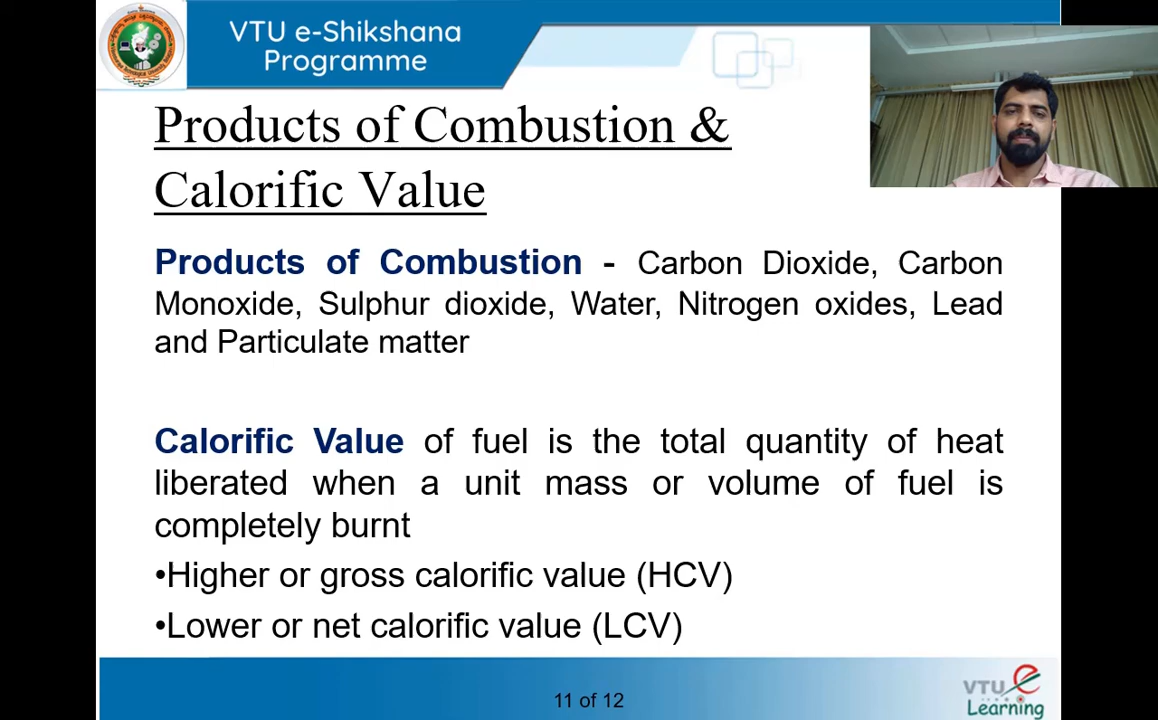 VTU e-Shikshana
Programme
Products of Combustion &
Calorific Value
Products of Combustion - Carbon Dioxide, Carbon
Monoxide, Sulphur dioxide, Water, Nitrogen oxides, Lead
and Particulate matter
Calorific Value of fuel is the total quantity of heat
liberated when a unit mass or volume of fuel is
completely burnt
•Higher or gross calorific value (HCV)
•Lower or net calorific value (LCV)
11 of 12
VTU e
Learning